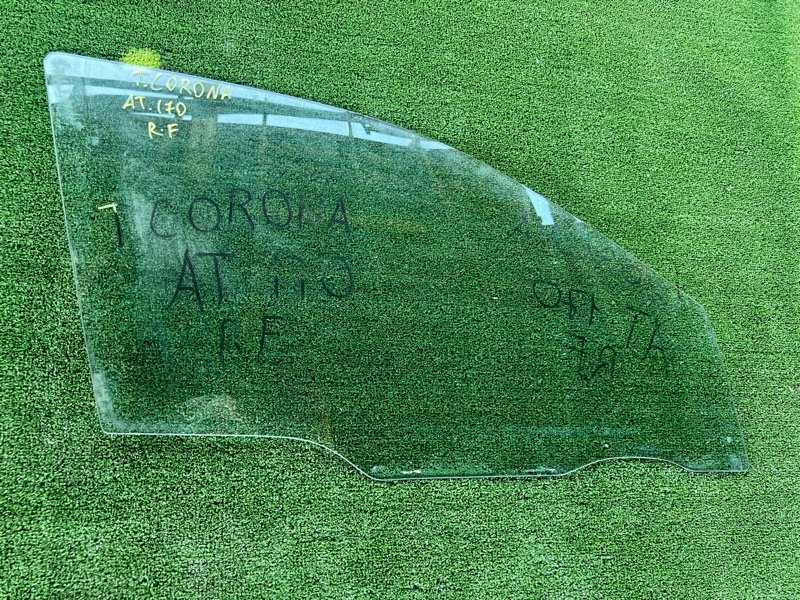 T. CORONA
AT. 170
R.F
T CORONA
AT 170
R F